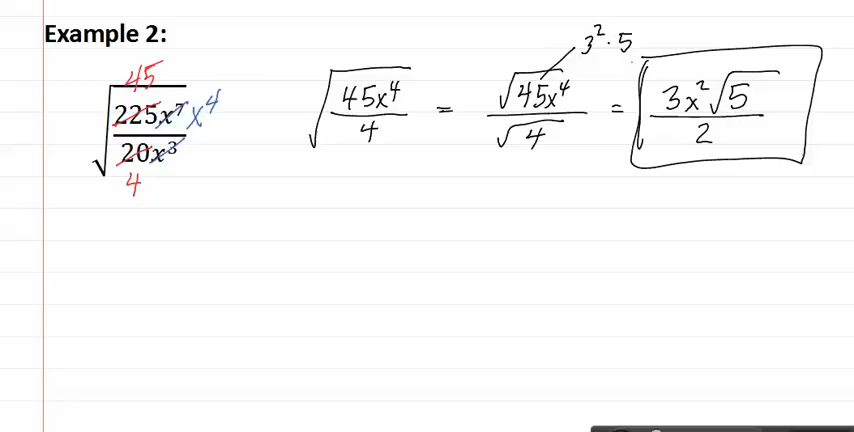 Example 2:
3² · 5
45
√(225x⁷/20x³) x⁴
4
√(45x⁴/4) = √45x⁴/√4 = 3x²√5/2